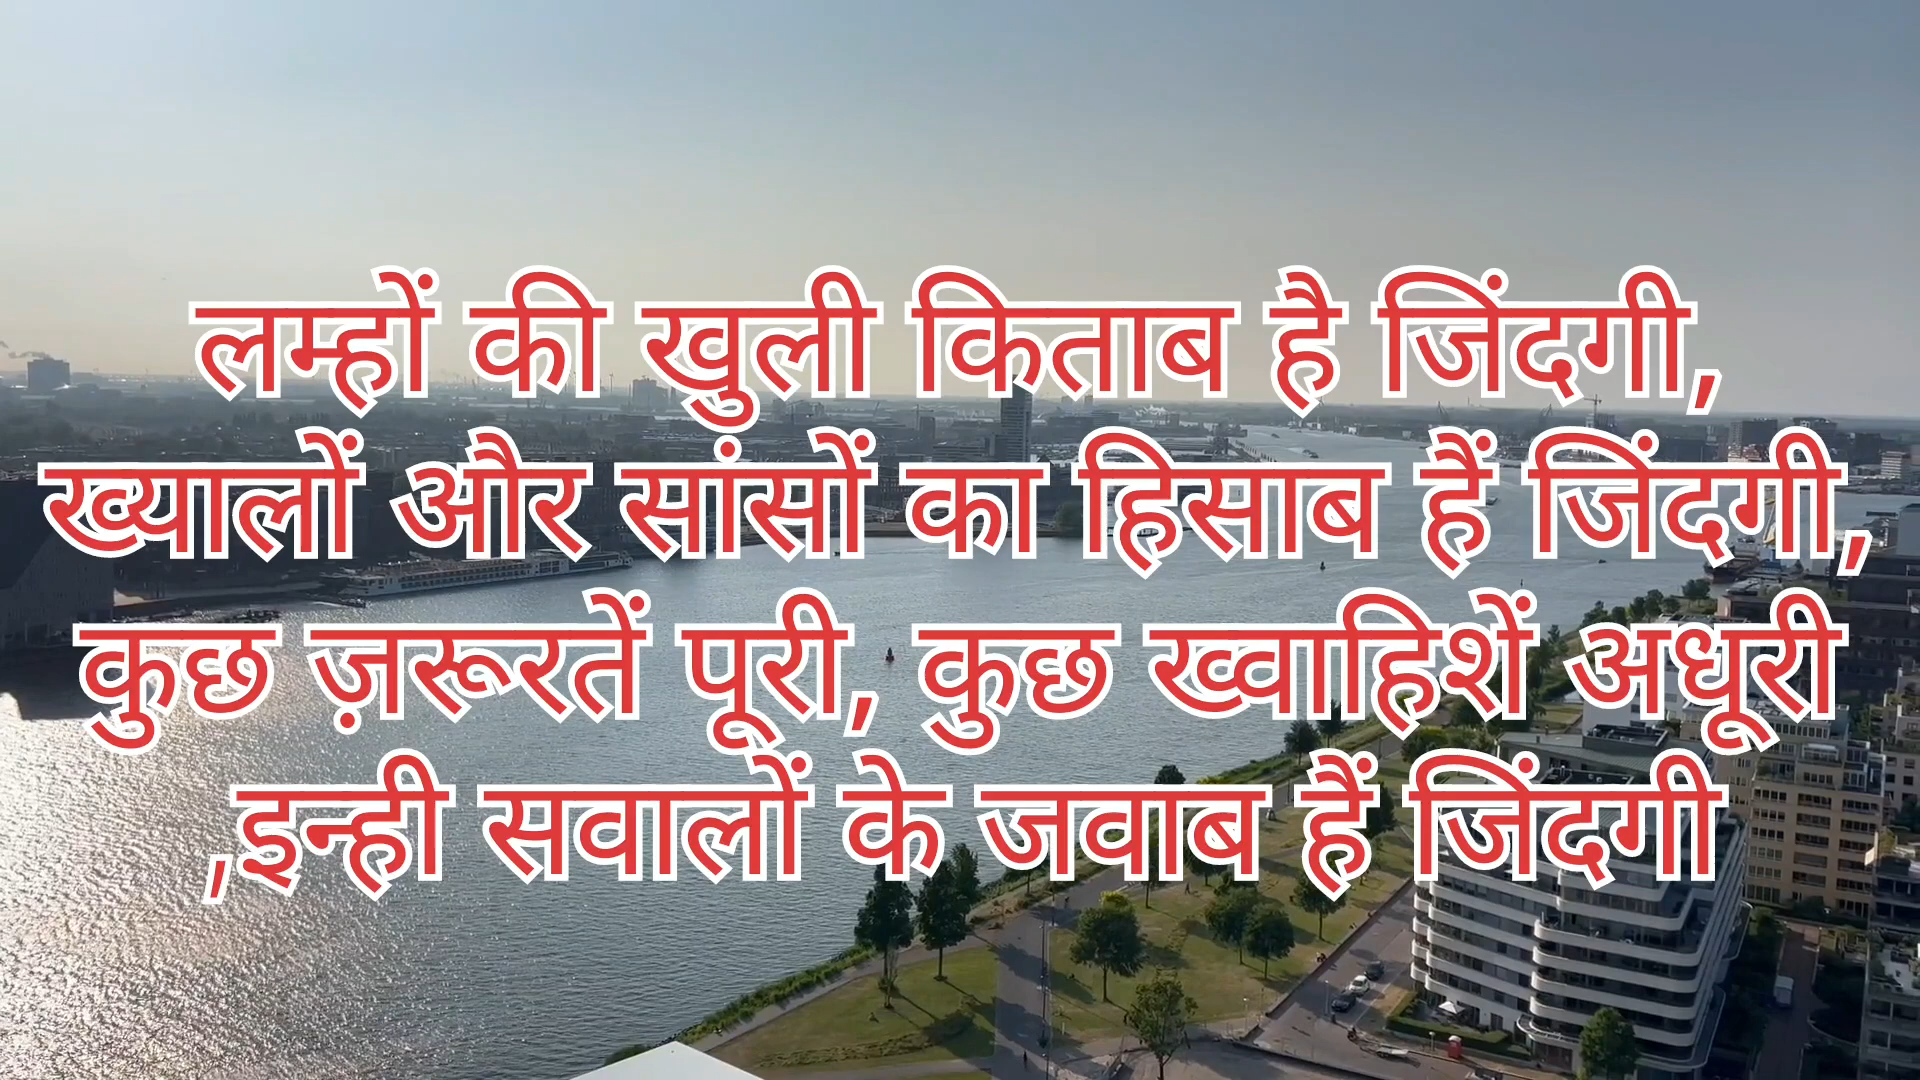 लम्हों की खुली किताब है जिंदगी,
ख्यालों और सांसों का हिसाब हैं जिंदगी,
कुछ ज़रूरतें पूरी, कुछ ख्वाहिशें अधूरी
,इन्ही सवालों के जवाब हैं जिंदगी